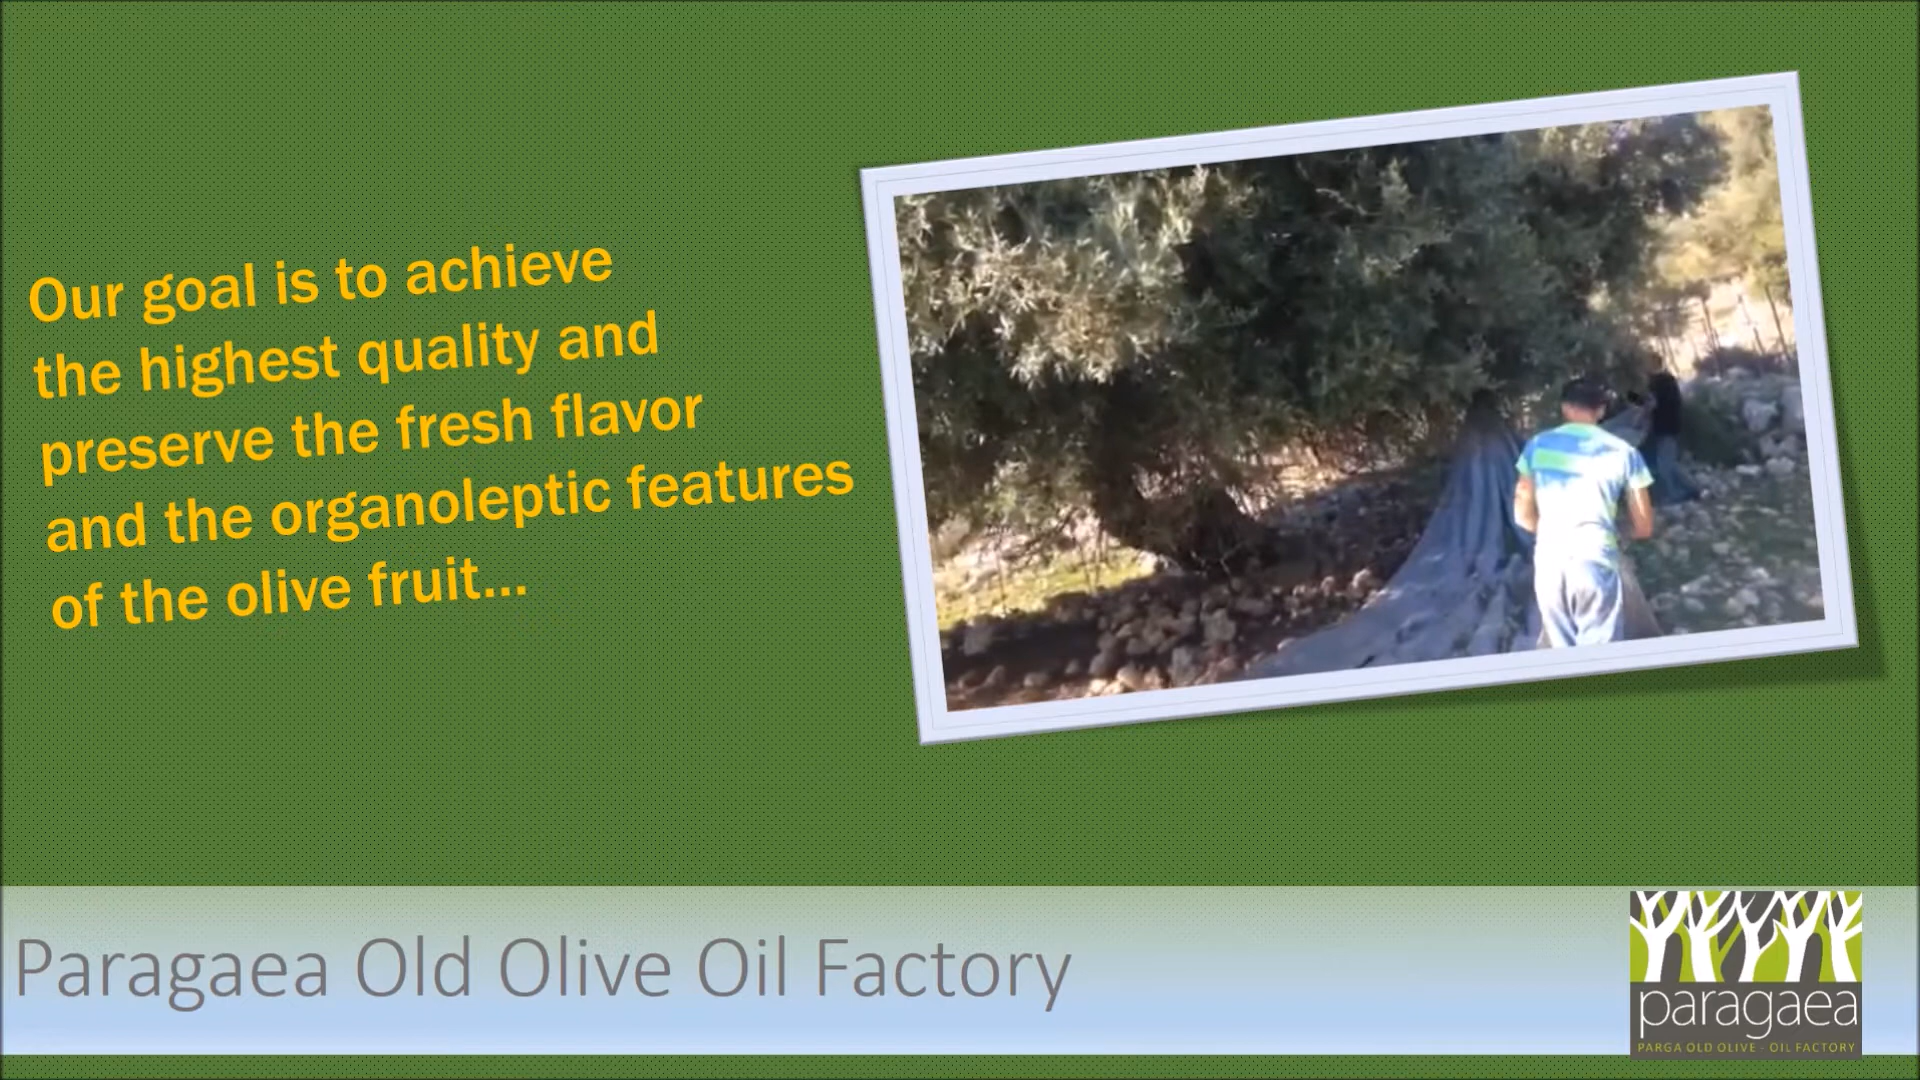 Our goal is to achieve
the highest quality and
preserve the fresh flavor
and the organoleptic features
of the olive fruit...
Paragaea Old Olive Oil Factory
paragaea
PARGA OLD OLIVE - OIL FACTORY